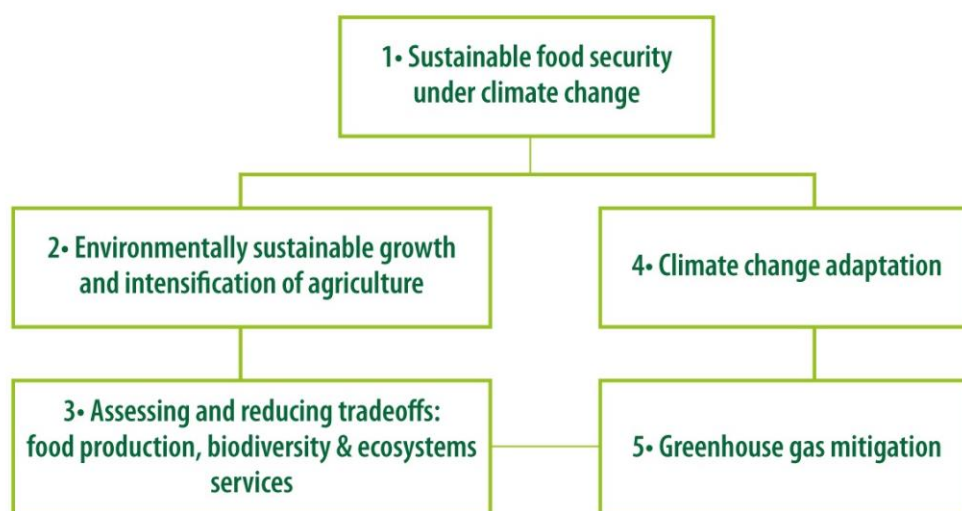 1• Sustainable food security
under climate change
2• Environmentally sustainable growth
and intensification of agriculture
4• Climate change adaptation
3• Assessing and reducing tradeoffs:
food production, biodiversity & ecosystems
services
5• Greenhouse gas mitigation